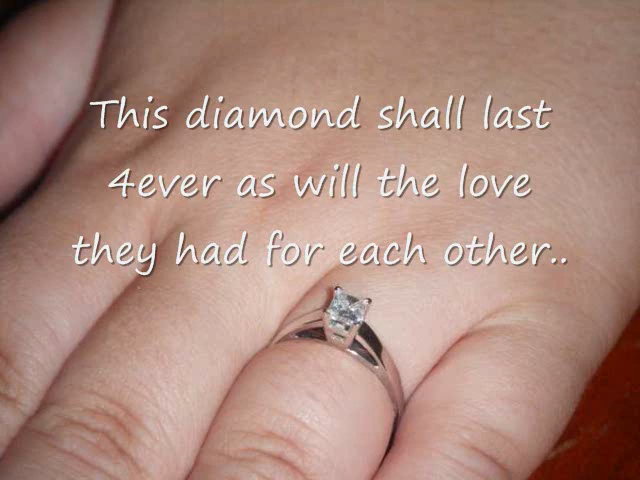 This diamond shall last
4ever as will the love
they had for each other..